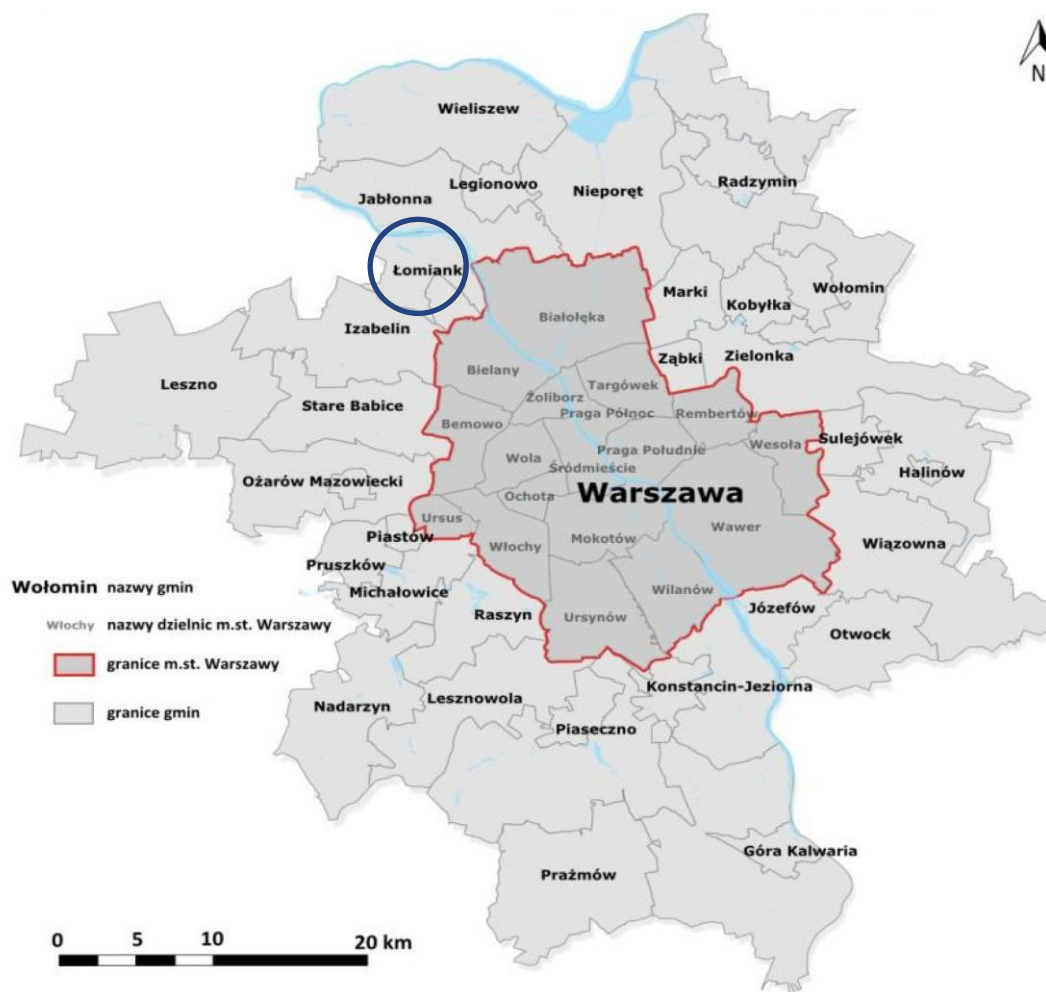 N
Wieliszew
Legionowo
Jabłonna
Nieporęt
Radzymin
Łomiank
Marki
Kobyłka
Wołomin
Białołęka
Izabelin
Ząbki
Zielonka
Bielany
Targówek
Leszno
Stare Babice
Żoliborz
Praga Północ
Rembertów
Bemowo
Wesoła
Sulejówek
Praga Południe
Wola
Śródmieście
Halinów
Ożarów Mazowiecki
Ochota
Warszawa
Ursus
Wawer
Piastów
Włochy
Mokotów
Wiązowna
Pruszków
Michałowice
Wilanów
Józefów
Raszyn
Ursynów
Otwock
Konstancin-Jeziorna
Nadarzyn
Lesznowola
Piaseczno
Góra Kalwaria
Prażmów
Wołomin nazwy gmin
Włochy nazwy dzielnic m.st. Warszawy
granice m.st. Warszawy
granice gmin
0 5 10 20 km